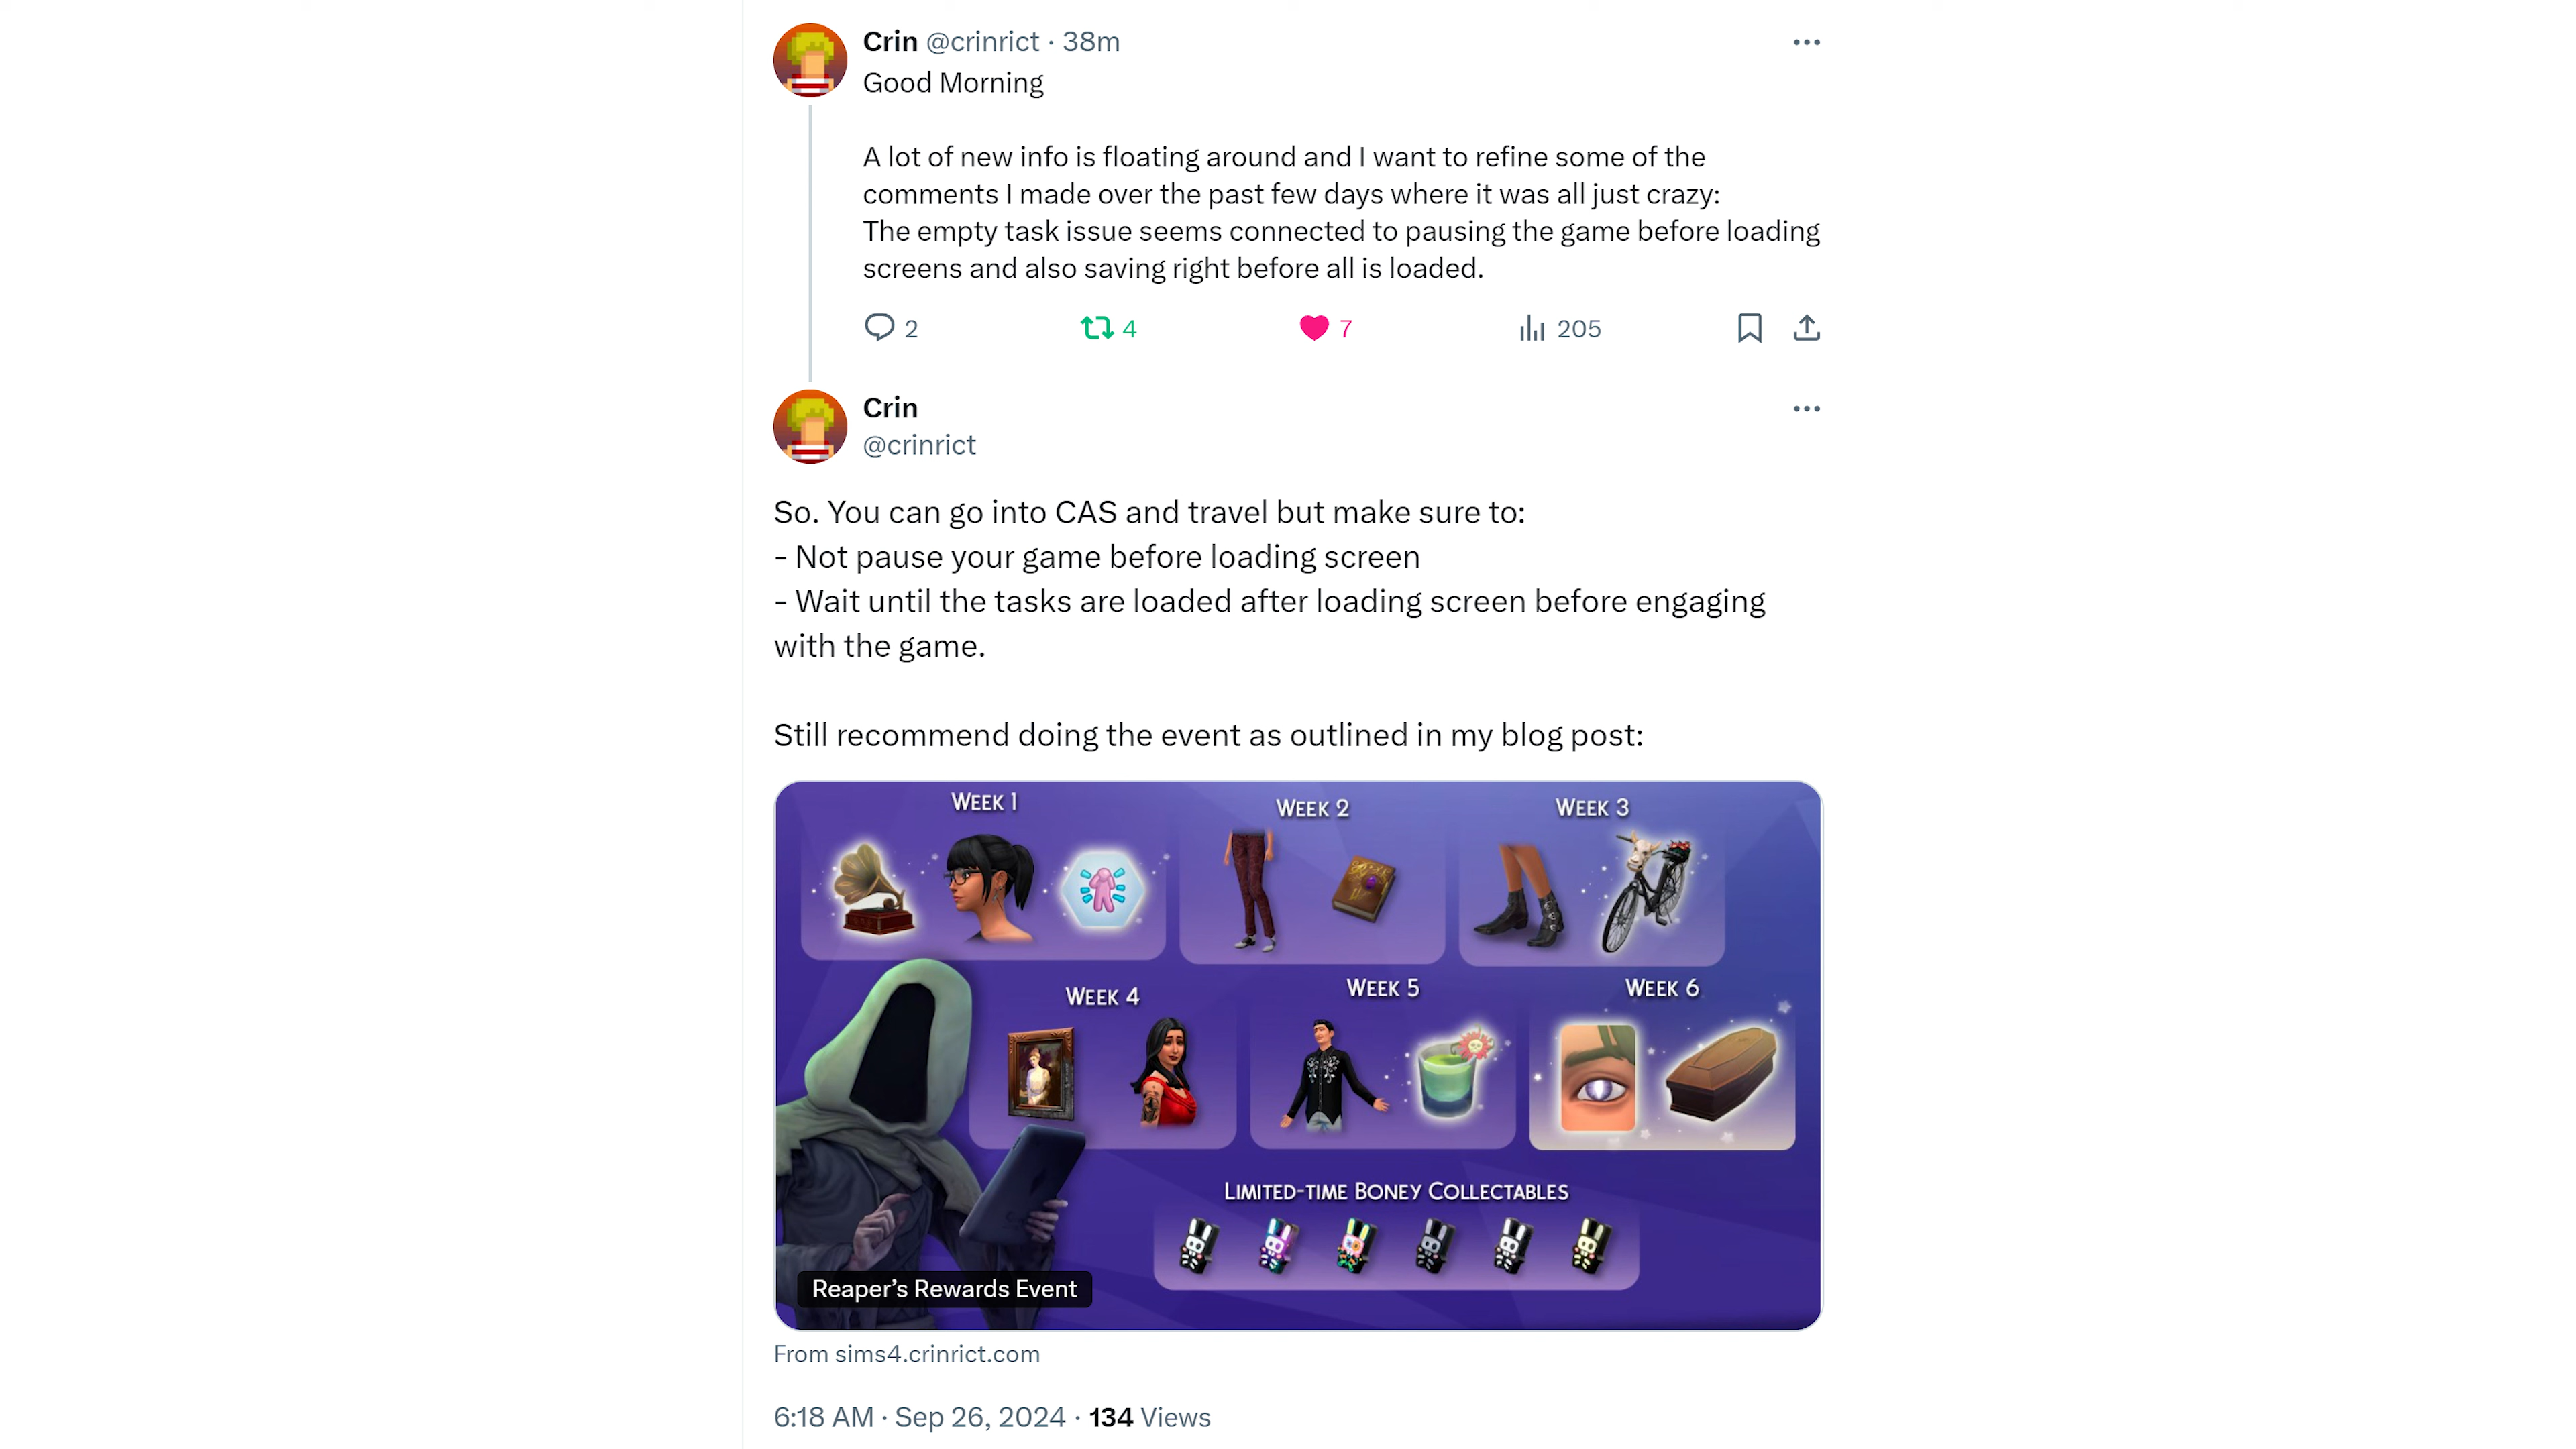 Crin @crinrict · 38m
Good Morning
A lot of new info is floating around and I want to refine some of the
comments I made over the past few days where it was all just crazy:
The empty task issue seems connected to pausing the game before loading
screens and also saving right before all is loaded.
2 4 7 205
Crin
@crinrict
So. You can go into CAS and travel but make sure to:
- Not pause your game before loading screen
- Wait until the tasks are loaded after loading screen before engaging
with the game.
Still recommend doing the event as outlined in my blog post:
WEEK 1
WEEK 2
WEEK 3
WEEK 4
WEEK 5
WEEK 6
LIMITED-TIME BONEY COLLECTABLES
Reaper’s Rewards Event
From sims4.crinrict.com
6:18 AM · Sep 26, 2024 · 134 Views